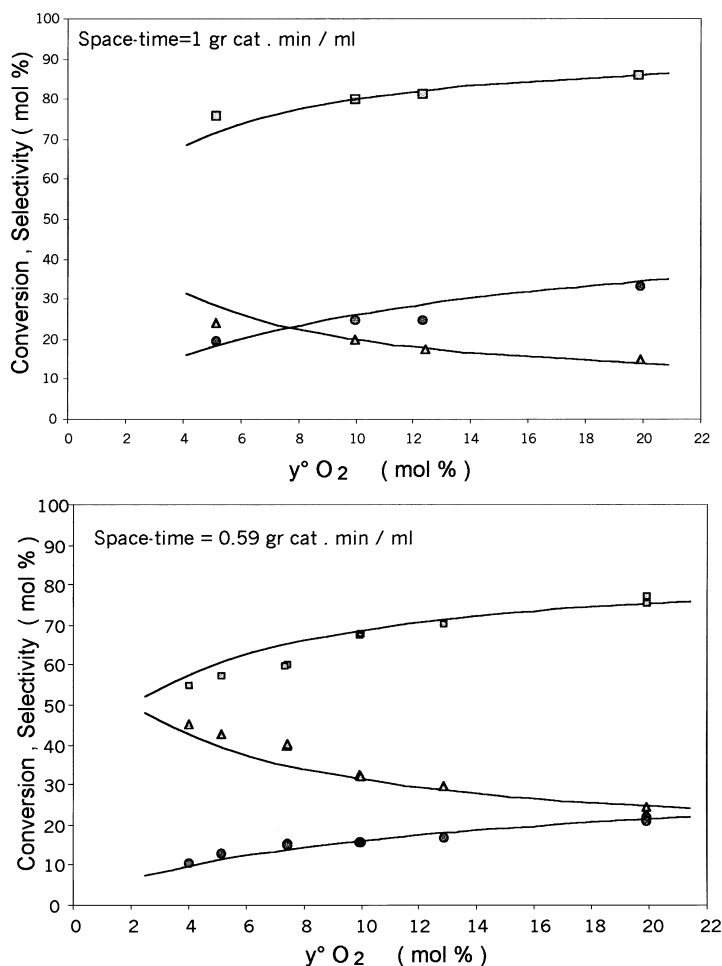 Space-time=1 gr cat . min / ml
Conversion , Selectivity ( mol % )
100
90
80
70
60
50
40
30
20
10
0
0 2 4 6 8 10 12 14 16 18 20 22
y° O2 ( mol % )
Space-time = 0.59 gr cat . min / ml
Conversion , Selectivity ( mol % )
100
90
80
70
60
50
40
30
20
10
0
0 2 4 6 8 10 12 14 16 18 20 22
y° O2 ( mol % )